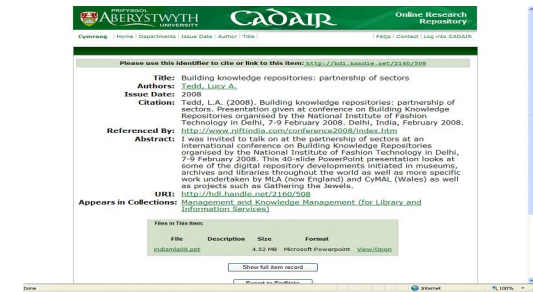 PRIFYSGOL
ABERYSTWYTH
UNIVERSITY
CADAIR
Online Research
Repository
Cymraeg | Home | Departments | Issue Date | Author | Title | | FAQs | Contact | Log into CADAIR
Please use this identifier to cite or link to this item: http://hdl.handle.net/2160/508
Title: Building knowledge repositories: partnership of sectors
Authors: Tedd, Lucy A.
Issue Date: 2008
Citation: Tedd, L.A. (2008). Building knowledge repositories: partnership of
sectors. Presentation given at conference on Building Knowledge
Repositories organised by the National Institute of Fashion
Technology in Delhi, 7-9 February 2008. Delhi, India, February 2008.
Referenced By: http://www.niftindia.com/conference2008/index.htm
Abstract: I was invited to talk on at the partnership of sectors at an
international conference on Building Knowledge Repositories
organised by the National Institute of Fashion Technology in Delhi,
7-9 February 2008. This 40-slide PowerPoint presentation looks at
some of the digital repository developments initiated in museums,
archives and libraries throughout the world as well as more specific
work undertaken by MLA (now England) and CyMAL (Wales) as well
as projects such as Gathering the Jewels.
URI: http://hdl.handle.net/2160/508
Appears in Collections: Management and Knowledge Management (for Library and
Information Services)
Files in This Item:
File Description Size Format
indiamla08.ppt 4.52 MB Microsoft Powerpoint View/Open
Show full item record
Export to EndNote
Done Internet 100%